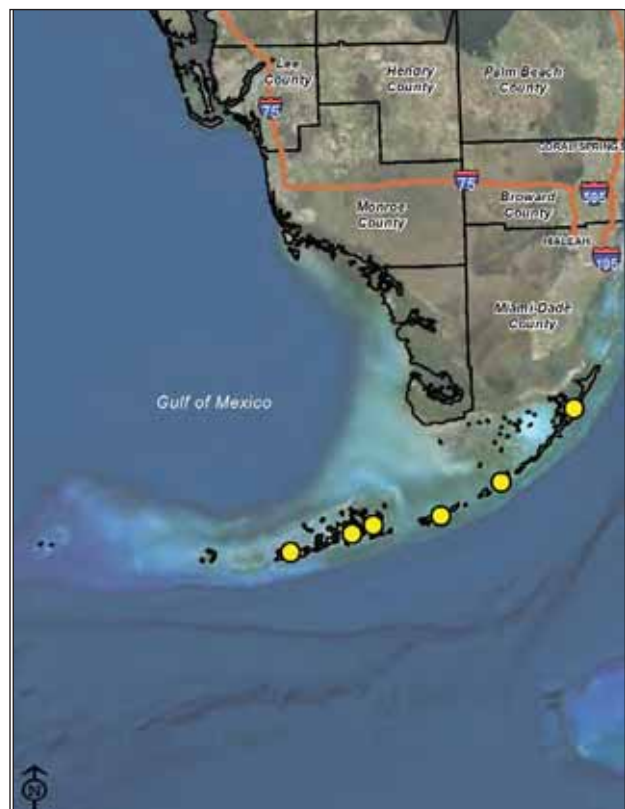 Lee
County
Hendry
County
Palm Beach
County
75
CORAL SPRINGS
75
595
Broward
County
Monroe
County
HIALEAH
195
Miami-Dade
County
Gulf of Mexico
N